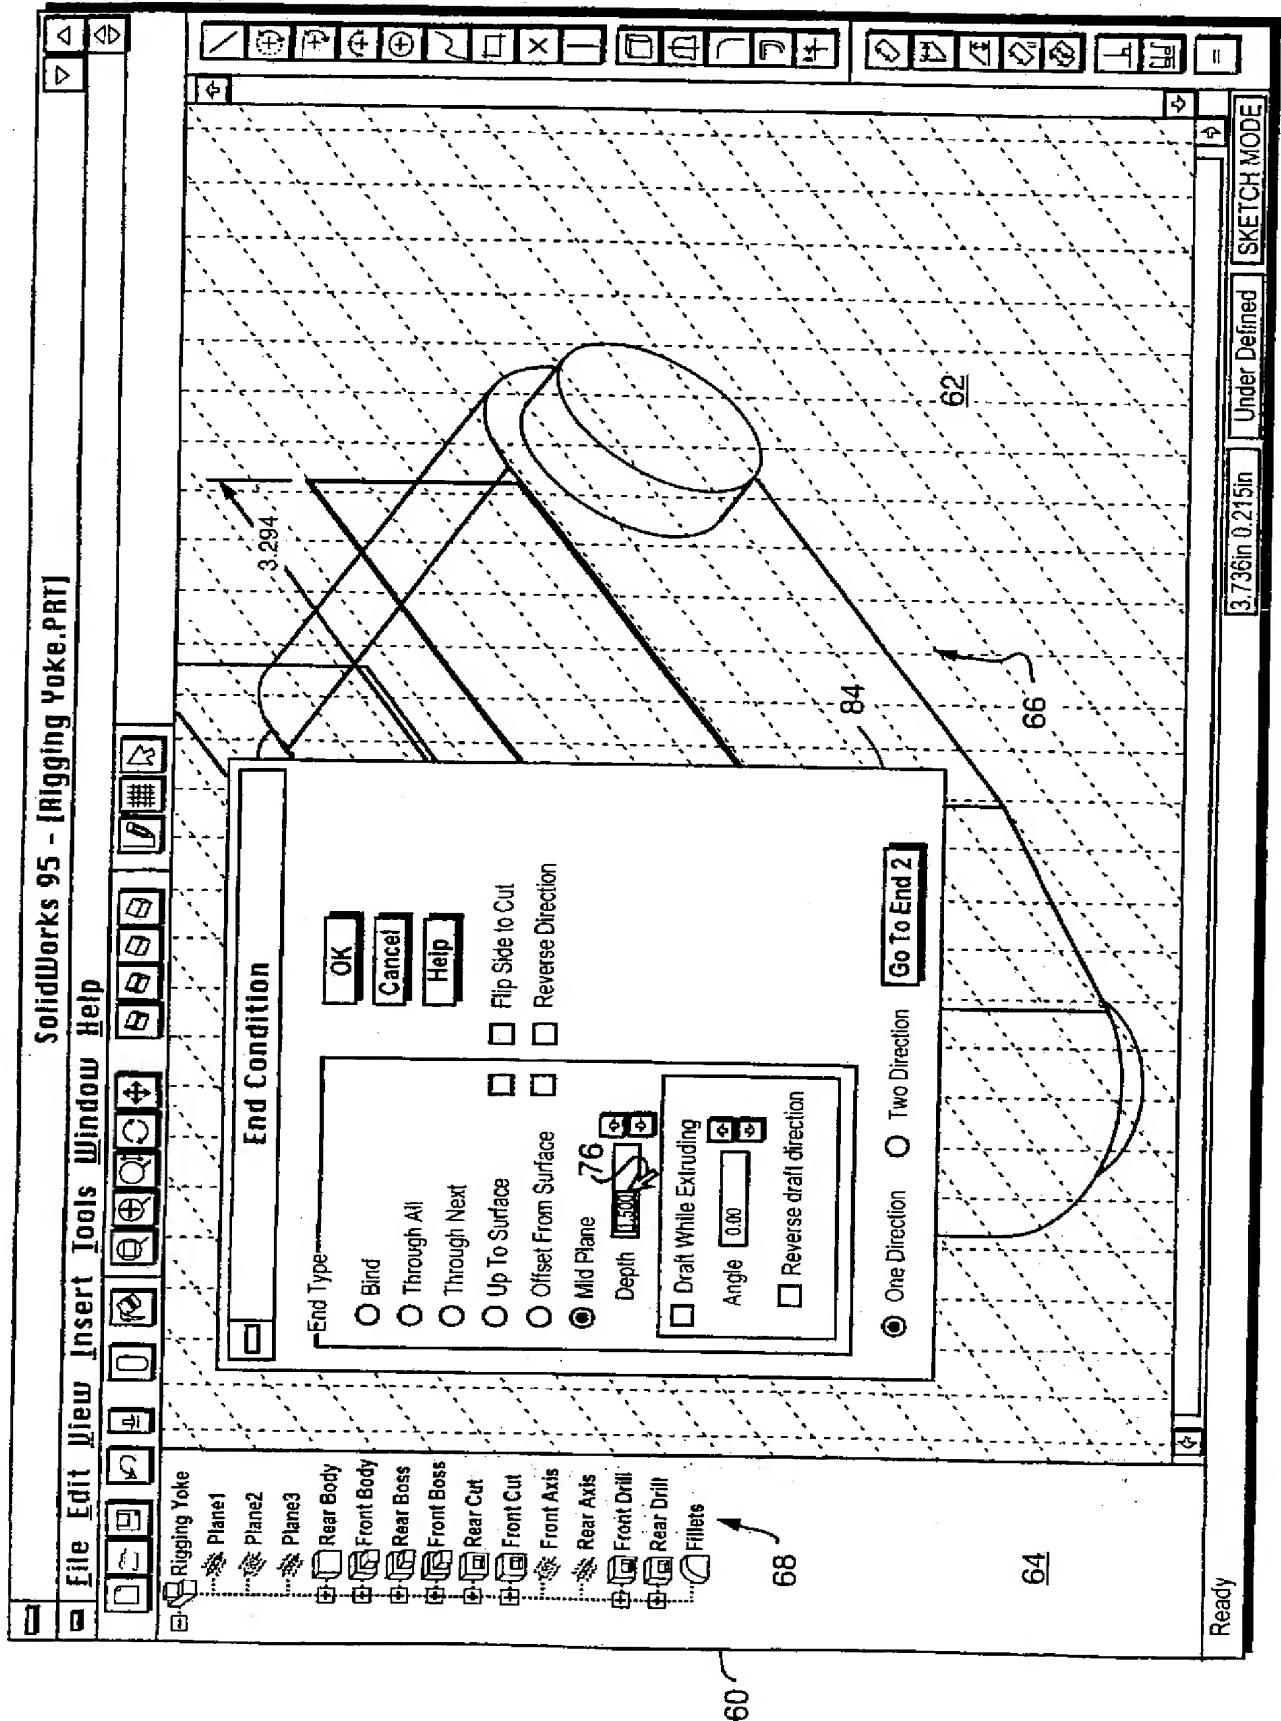 SolidWorks 95 - [Rigging Yoke.PRT]
File Edit View Insert Tools Window Help
Rigging Yoke
Plane1
Plane2
Plane3
Rear Body
Front Body
Rear Boss
Front Boss
Rear Cut
Front Cut
Front Axis
Rear Axis
Front Drill
Rear Drill
Fillets
68
64
60
End Condition
End Type
Blind
Through All
Through Next
Up To Surface
Offset From Surface
Mid Plane
Depth 1.500
76
Draft While Extruding
Angle 0.00
Reverse draft direction
OK
Cancel
Help
Flip Side to Cut
Reverse Direction
One Direction
Two Direction
Go To End 2
84
3.294
66
62
Ready
3.736in 0.215in
Under Defined
SKETCH MODE